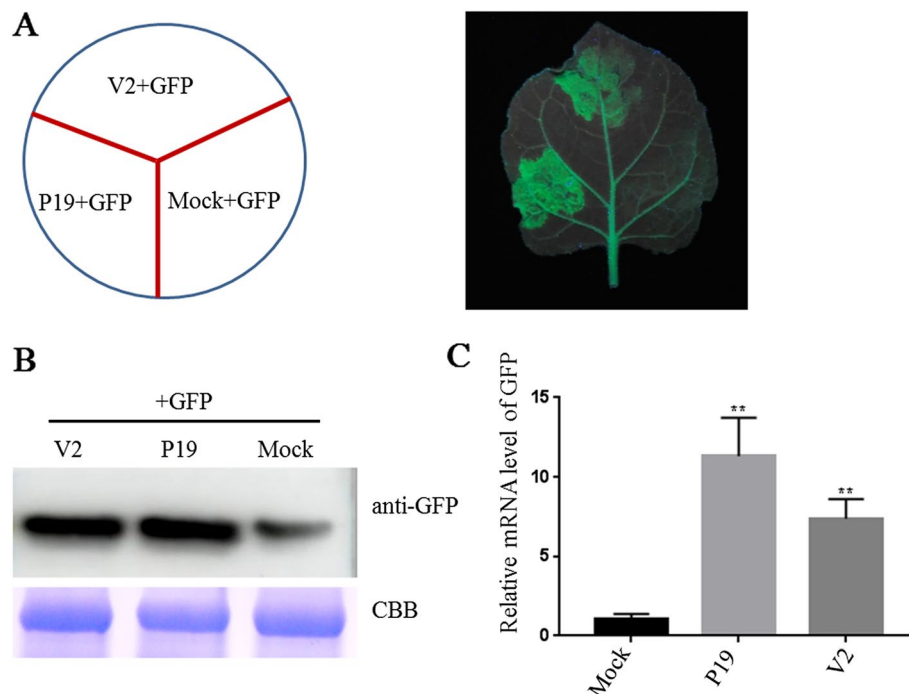 A
V2+GFP
P19+GFP
Mock+GFP
B
+GFP
V2 P19 Mock
anti-GFP
CBB
C
Relative mRNA level of GFP
15
10
5
0
**
**
Mock
P19
V2